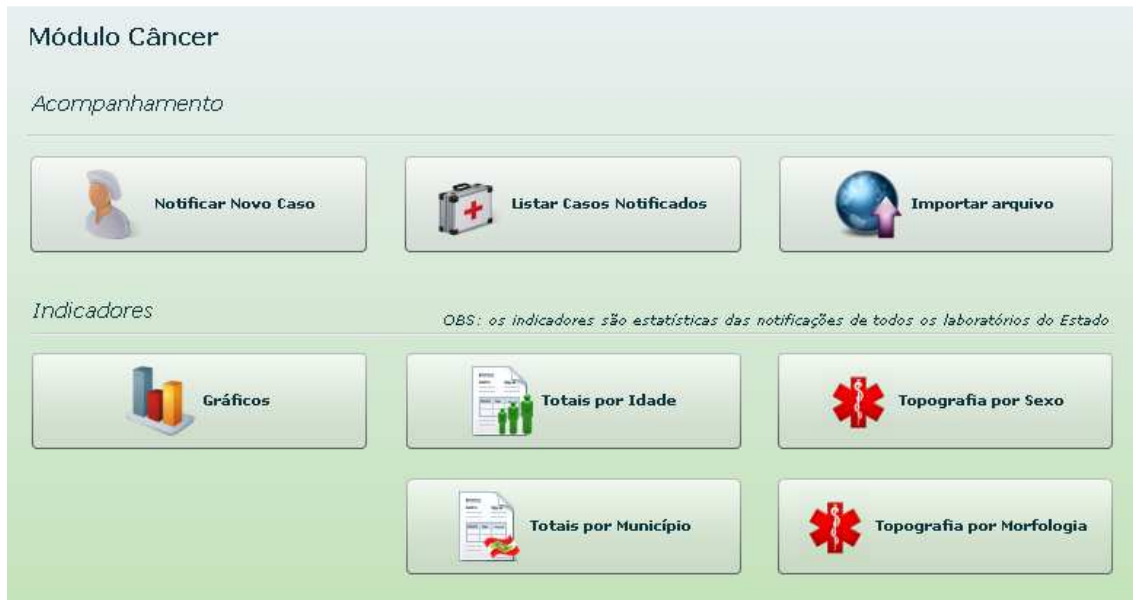 Módulo Câncer
Acompanhamento
Notificar Novo Caso
Listar Casos Notificados
Importar arquivo
Indicadores
OBS: os indicadores são estatísticas das notificações de todos os laboratórios do Estado
Gráficos
Totais por Idade
Topografia por Sexo
Totais por Município
Topografia por Morfologia